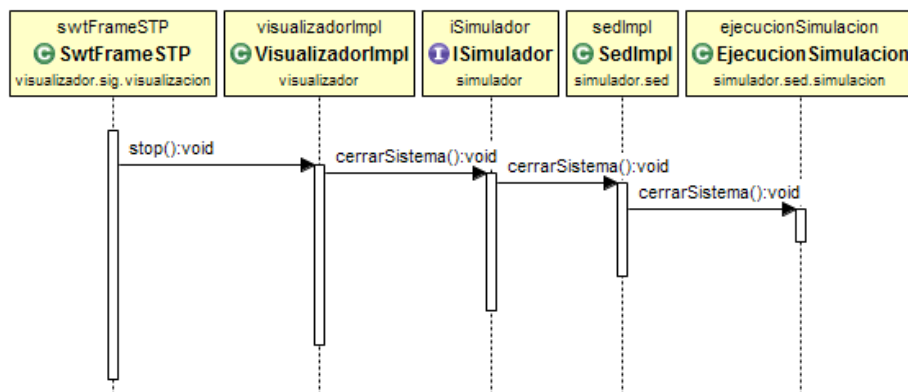 swtFrameSTP
C SwtFrameSTP
visualizador.sig.visualizacion
visualizadorImpl
C VisualizadorImpl
visualizador
iSimulador
I ISimulador
simulador
sedImpl
C SedImpl
simulador.sed
ejecucionSimulacion
C EjecucionSimulacion
simulador.sed.simulacion
stop():void
cerrarSistema():void
cerrarSistema():void
cerrarSistema():void